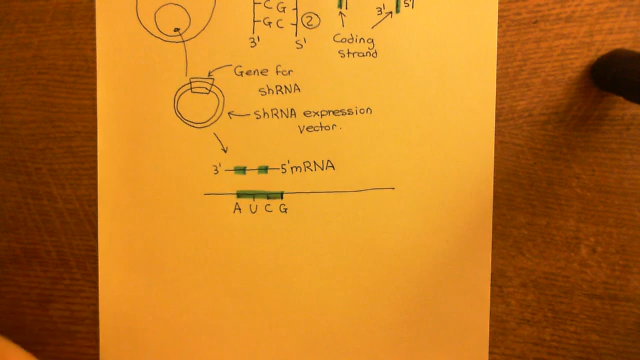 C G
G C ②
3' 5'
3' 5'
Coding
strand
Gene for
shRNA
shRNA expression
vector.
3' 5' mRNA
A U C G